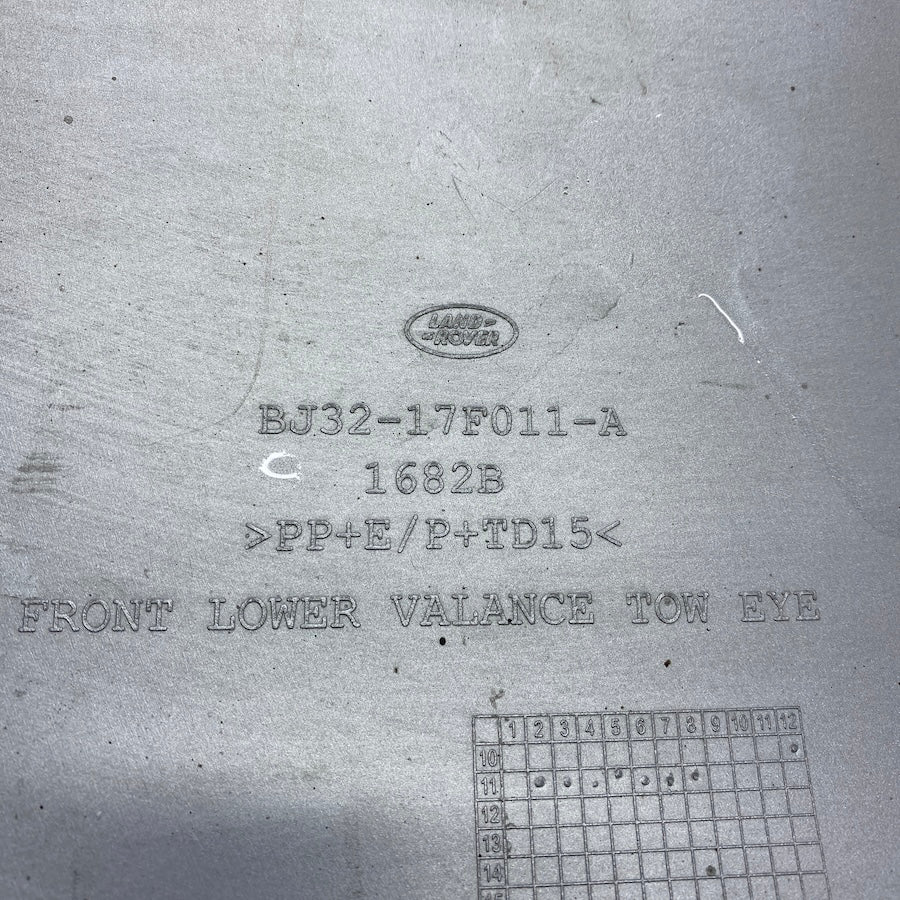 LAND
ROVER
BJ32-17F011-A
1682B
>PP+E/P+TD15<
FRONT LOWER VALANCE TOW EYE
1 2 3 4 5 6 7 8 9 10 11 12
10
11
12
13
14
15